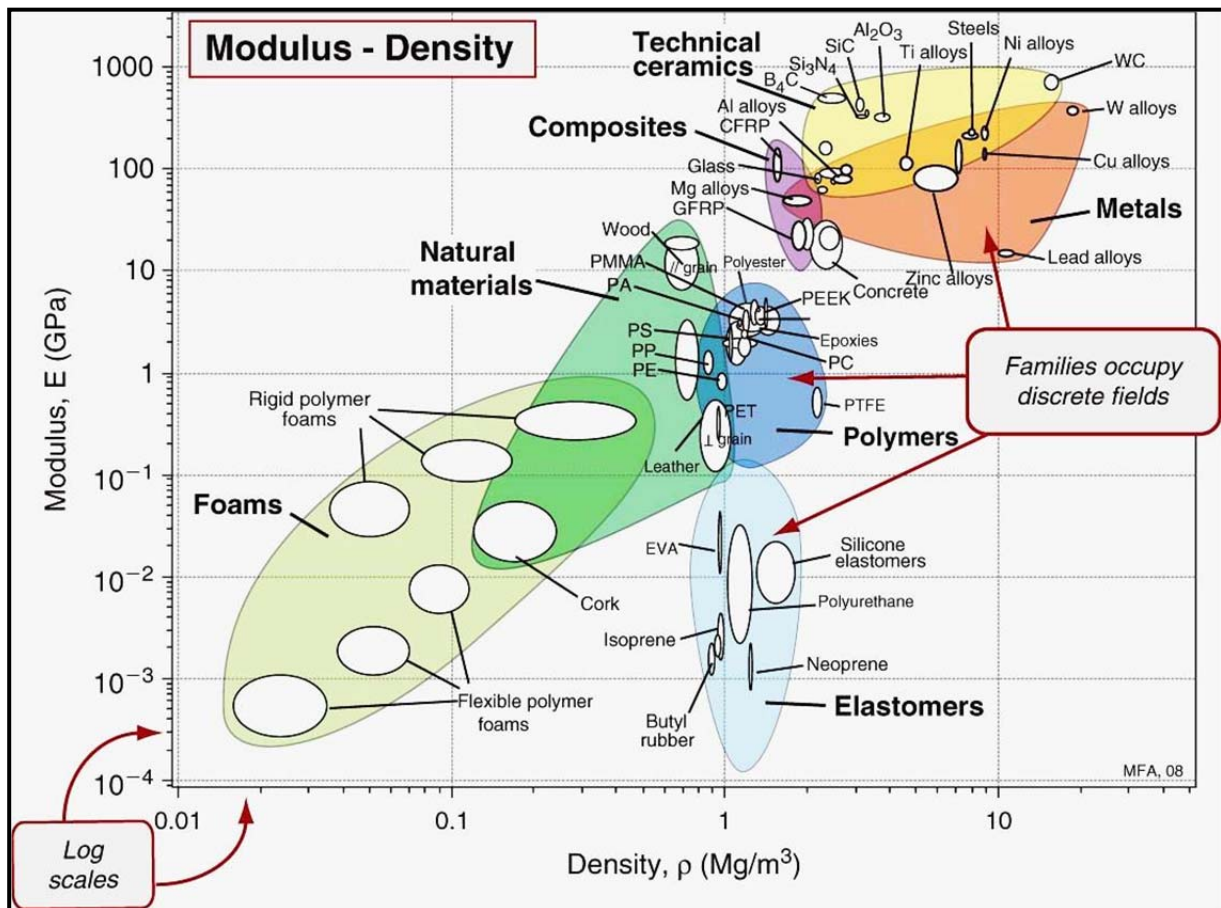 Modulus - Density
Technical
ceramics
Composites
Natural
materials
Foams
Metals
Polymers
Elastomers
Al₂O₃
SiC
Si₃N₄
B₄C
Steels
Ti alloys
Ni alloys
WC
W alloys
Al alloys
CFRP
Glass
Mg alloys
GFRP
Cu alloys
Lead alloys
Zinc alloys
Concrete
Wood
// grain
PMMA
PA
Polyester
PEEK
PS
PP
PE
Epoxies
PC
PTFE
PET
⊥ grain
Leather
Rigid polymer
foams
Cork
Flexible polymer
foams
EVA
Silicone
elastomers
Polyurethane
Isoprene
Neoprene
Butyl
rubber
Families occupy
discrete fields
Log
scales
MFA, 08
Modulus, E (GPa)
1000
100
10
1
10⁻¹
10⁻²
10⁻³
10⁻⁴
0.01
0.1
1
10
Density, ρ (Mg/m³)